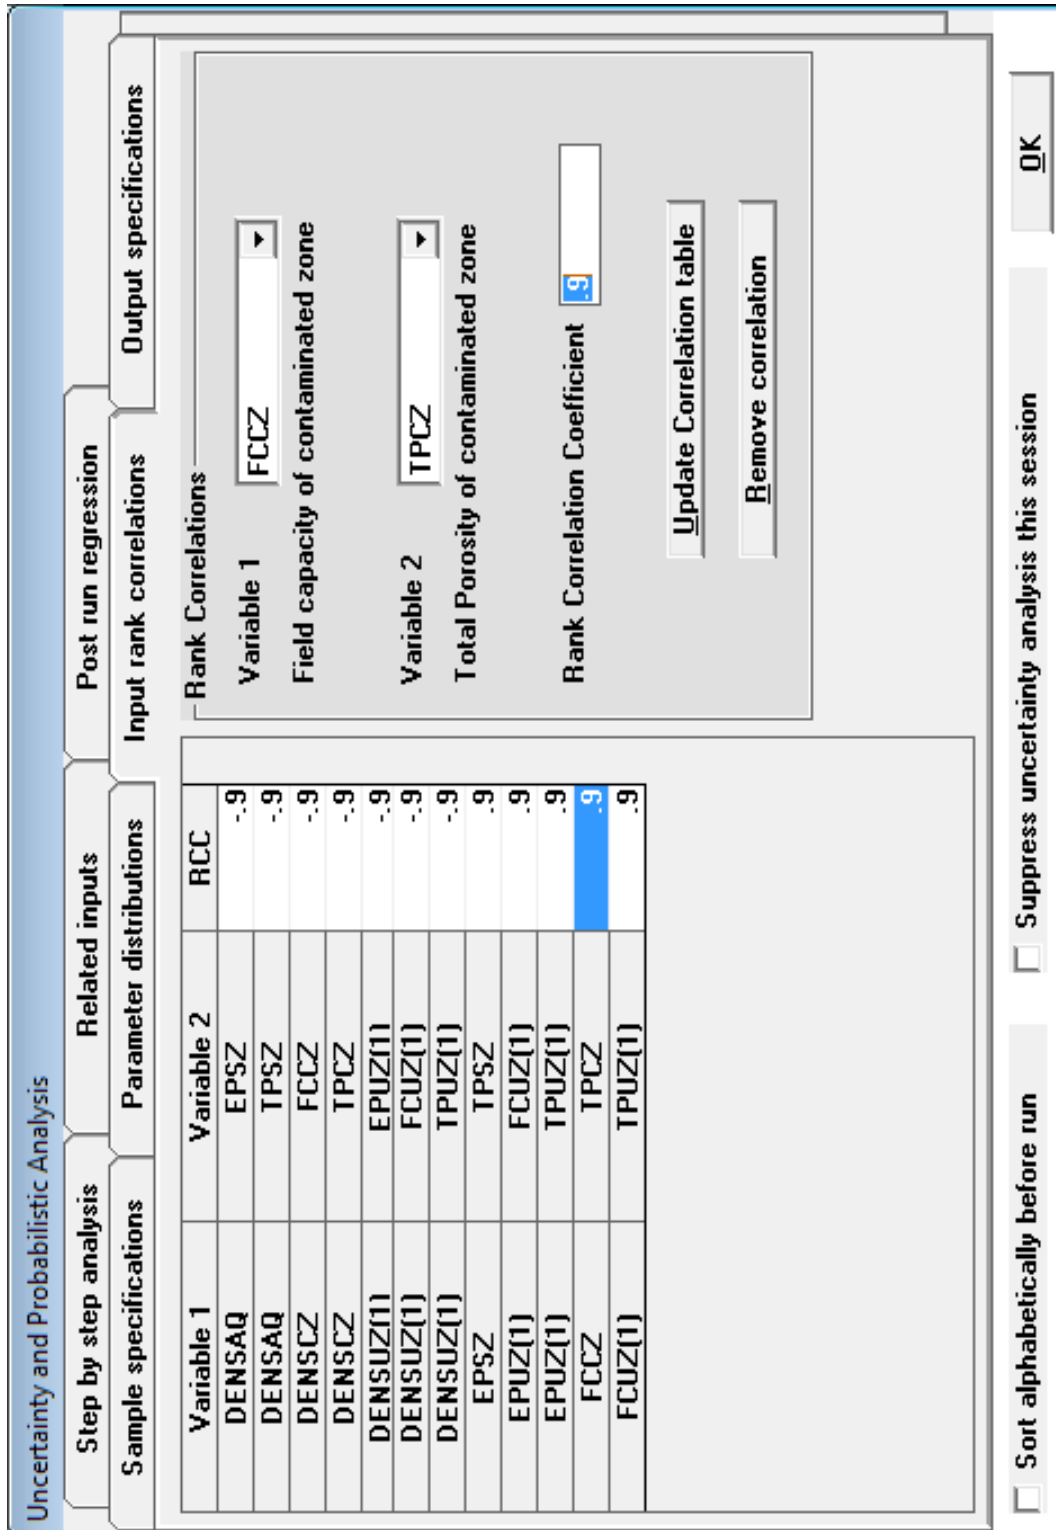 Uncertainty and Probabilistic Analysis
Step by step analysis Related inputs Post run regression
Sample specifications Parameter distributions Input rank correlations Output specifications
Variable 1 Variable 2 RCC
DENSAQ EPSZ -.9
DENSAQ TPSZ -.9
DENSCZ FCCZ -.9
DENSCZ TPCZ -.9
DENSUZ(1) EPUZ(1) -.9
DENSUZ(1) FCUZ(1) -.9
DENSUZ(1) TPUZ(1) -.9
EPSZ TPSZ .9
EPUZ(1) FCUZ(1) .9
EPUZ(1) TPUZ(1) .9
FCCZ TPCZ .9
FCUZ(1) TPUZ(1) .9
Rank Correlations
Variable 1 FCCZ
Field capacity of contaminated zone
Variable 2 TPCZ
Total Porosity of contaminated zone
Rank Correlation Coefficient .9
Update Correlation table
Remove correlation
Sort alphabetically before run Suppress uncertainty analysis this session OK